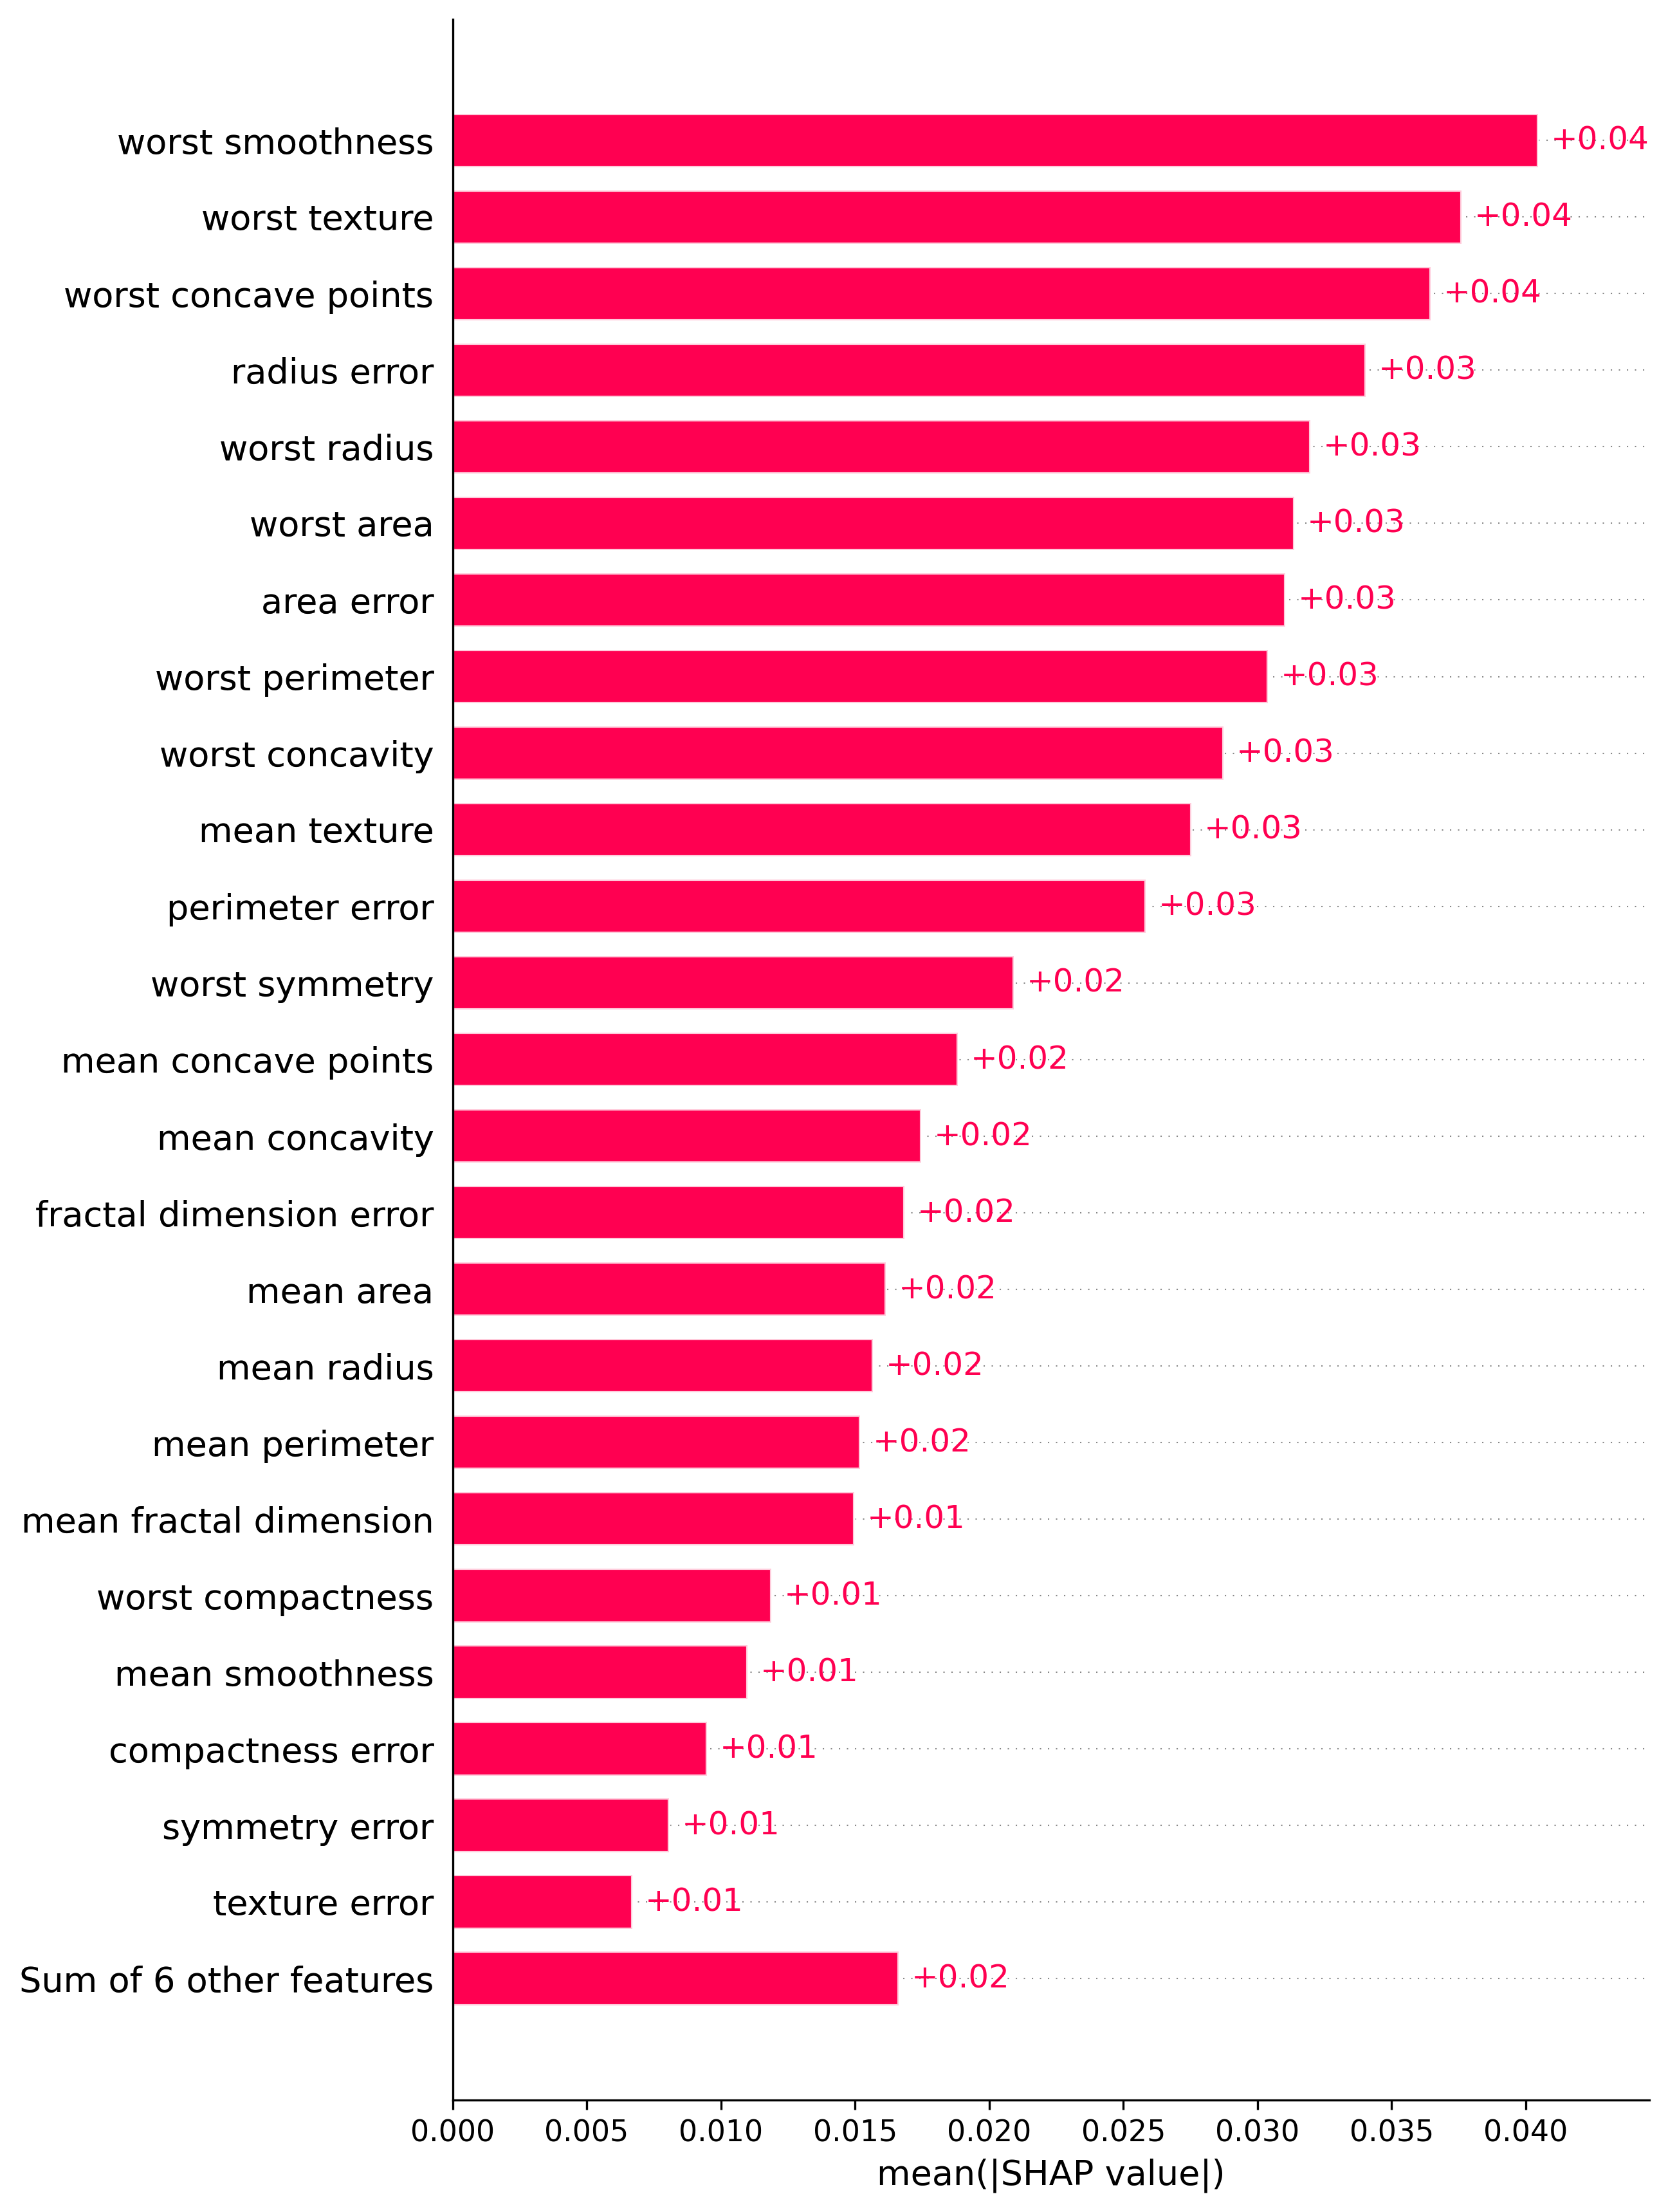 worst smoothness +0.04
worst texture +0.04
worst concave points +0.04
radius error +0.03
worst radius +0.03
worst area +0.03
area error +0.03
worst perimeter +0.03
worst concavity +0.03
mean texture +0.03
perimeter error +0.03
worst symmetry +0.02
mean concave points +0.02
mean concavity +0.02
fractal dimension error +0.02
mean area +0.02
mean radius +0.02
mean perimeter +0.02
mean fractal dimension +0.01
worst compactness +0.01
mean smoothness +0.01
compactness error +0.01
symmetry error +0.01
texture error +0.01
Sum of 6 other features +0.02
0.000 0.005 0.010 0.015 0.020 0.025 0.030 0.035 0.040
mean(|SHAP value|)